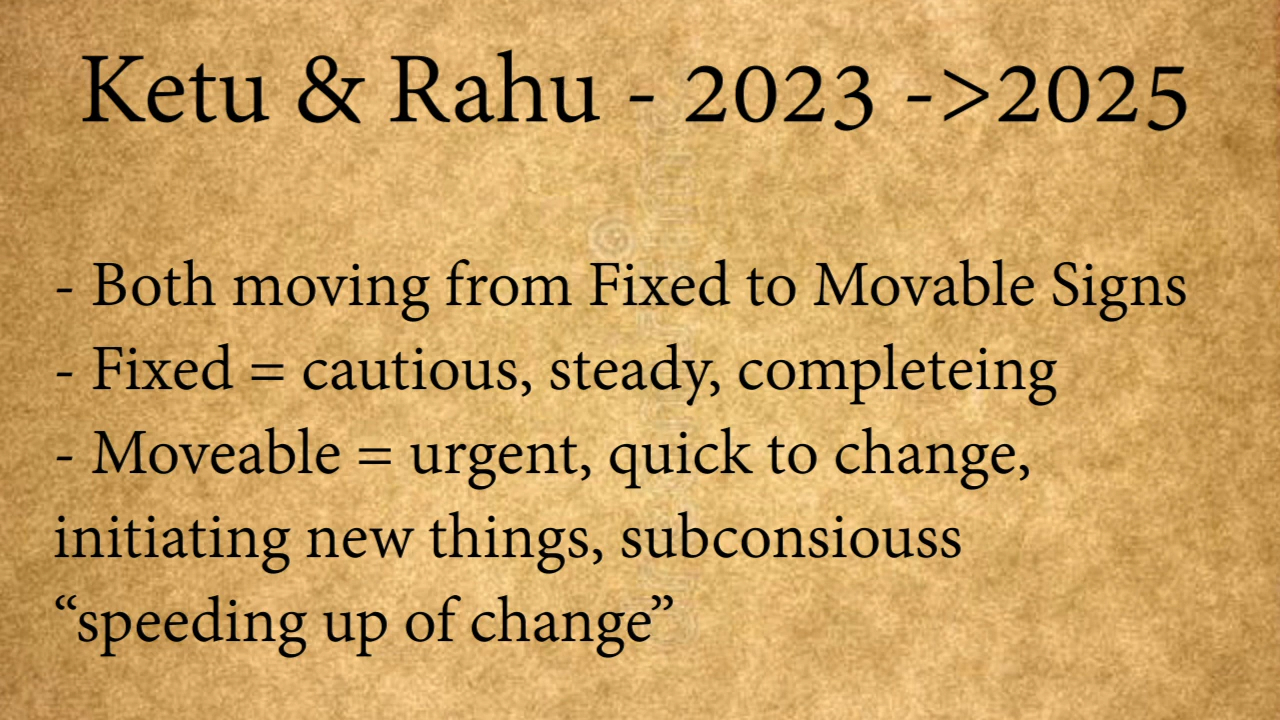 Ketu & Rahu - 2023 ->2025
- Both moving from Fixed to Movable Signs
- Fixed = cautious, steady, completeing
- Moveable = urgent, quick to change,
initiating new things, subconsiouss
“speeding up of change”